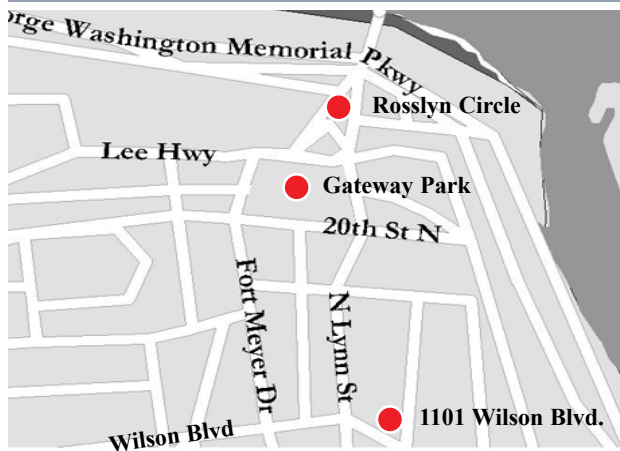 orge Washington Memorial Pkwy
Rosslyn Circle
Lee Hwy
Gateway Park
20th St N
Fort Meyer Dr
N Lynn St
1101 Wilson Blvd.
Wilson Blvd